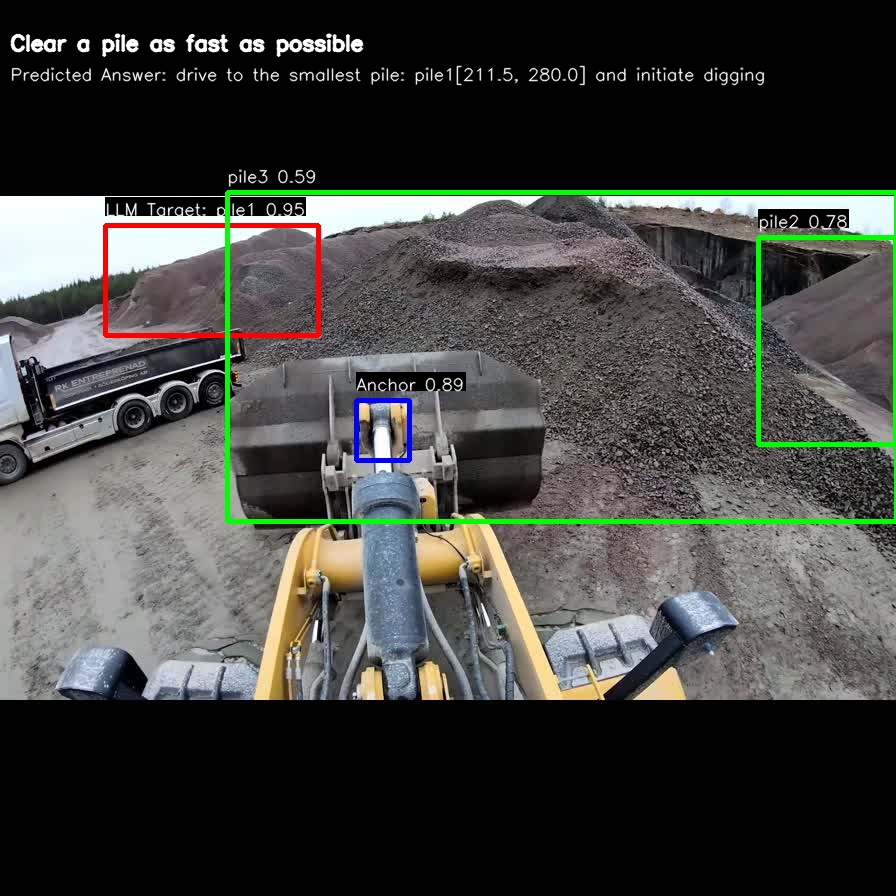 Clear a pile as fast as possible
Predicted Answer: drive to the smallest pile: pile1[211.5, 280.0] and initiate digging
pile3 0.59
LLM Target: pile1 0.95
pile2 0.78
Anchor 0.89
RK ENTREPRENAD